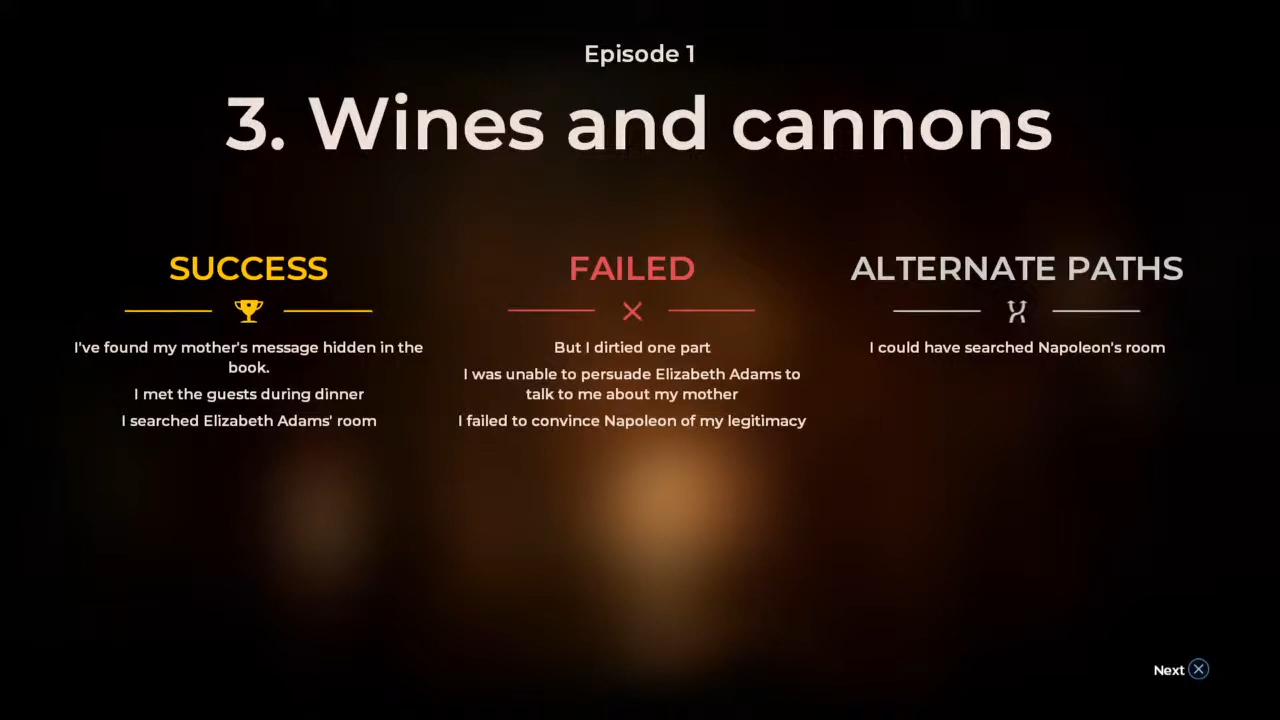 Episode 1
3. Wines and cannons
SUCCESS
I've found my mother's message hidden in the
book.
I met the guests during dinner
I searched Elizabeth Adams' room
FAILED
But I dirtied one part
I was unable to persuade Elizabeth Adams to
talk to me about my mother
I failed to convince Napoleon of my legitimacy
ALTERNATE PATHS
I could have searched Napoleon's room
Next